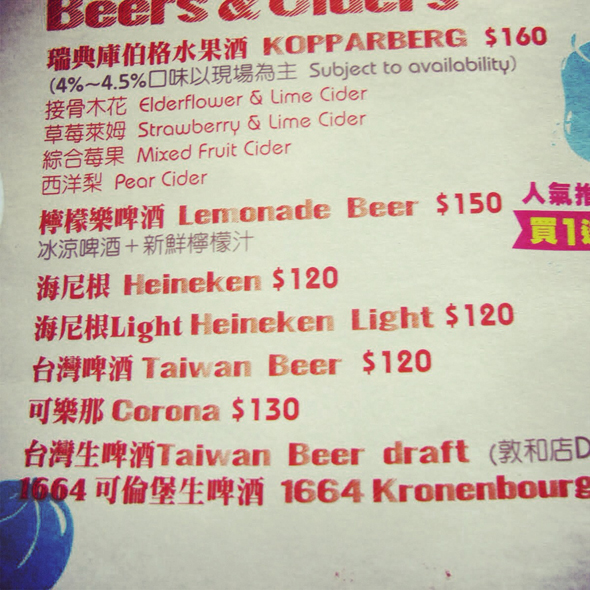 Beers & Ciders
瑞典庫伯格水果酒 KOPPARBERG $160
(4%~4.5%口味以現場為主 Subject to availability)
接骨木花 Elderflower & Lime Cider
草莓萊姆 Strawberry & Lime Cider
綜合莓果 Mixed Fruit Cider
西洋梨 Pear Cider
檸檬樂啤酒 Lemonade Beer $150
人氣推
買1送
冰涼啤酒＋新鮮檸檬汁
海尼根 Heineken $120
海尼根Light Heineken Light $120
台灣啤酒 Taiwan Beer $120
可樂那 Corona $130
台灣生啤酒Taiwan Beer draft (敦和店D
1664 可倫堡生啤酒 1664 Kronenbourg